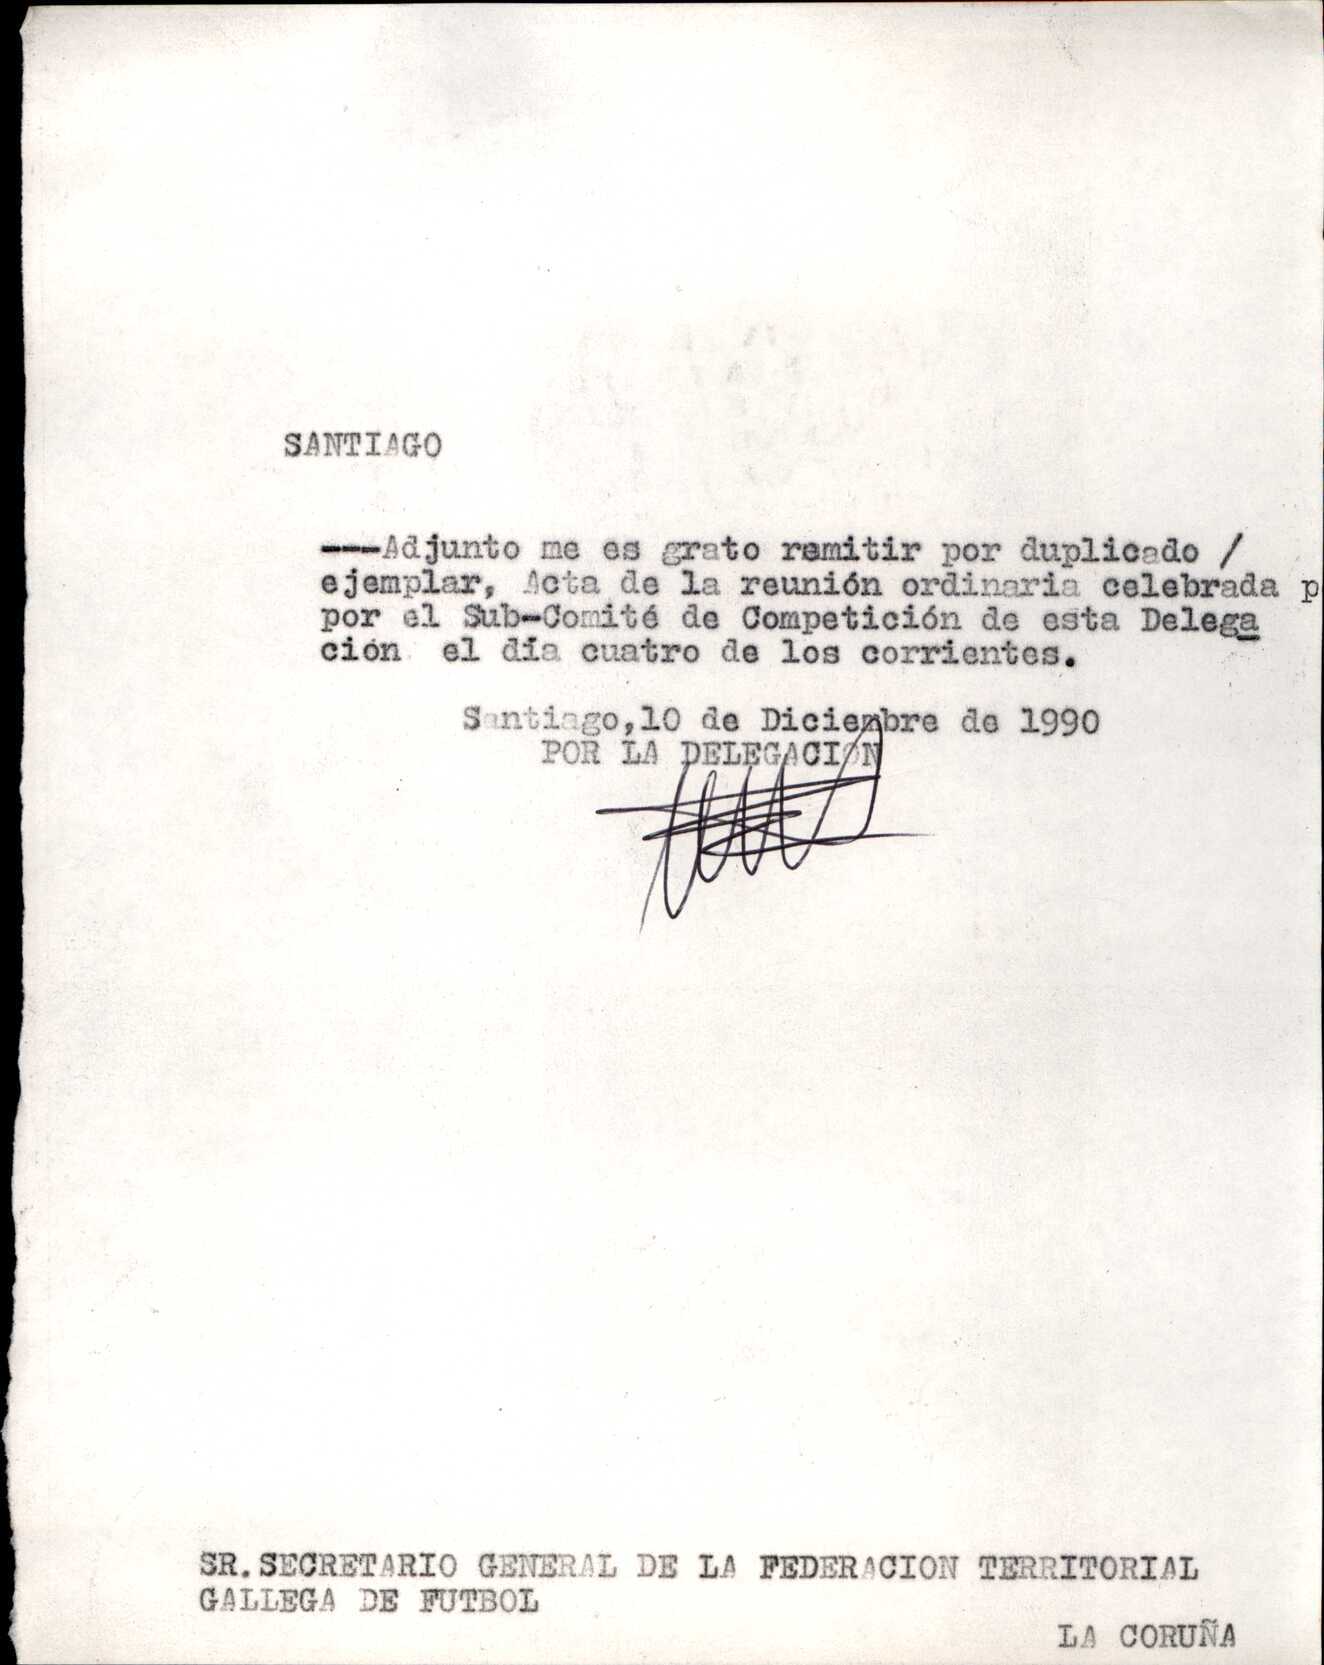 SANTIAGO
---Adjunto me es grato remitir por duplicado /
ejemplar, Acta de la reunión ordinaria celebrada p
por el Sub-Comité de Competición de esta Delega
ción el día cuatro de los corrientes.
Santiago,10 de Diciembre de 1990
POR LA DELEGACION
SR.SECRETARIO GENERAL DE LA FEDERACION TERRITORIAL
GALLEGA DE FUTBOL
LA CORUÑA